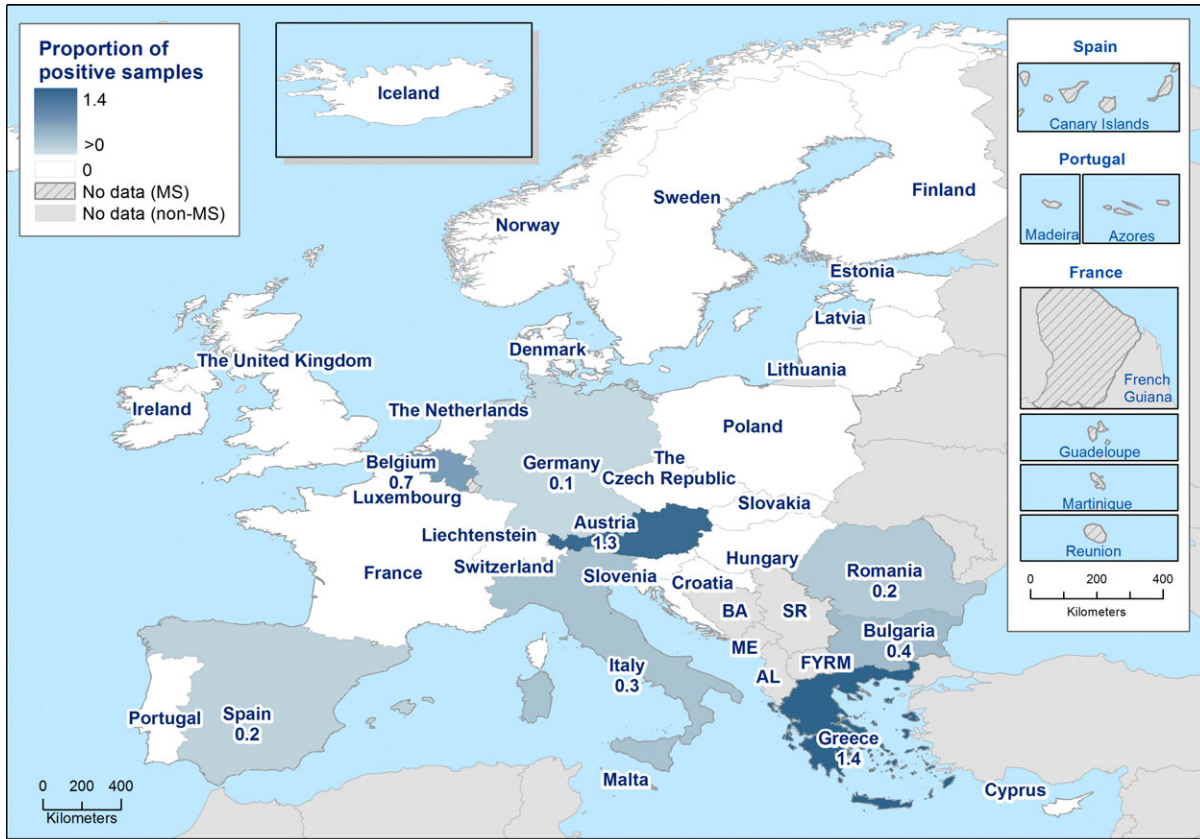 Proportion of
positive samples
1.4
>0
0
No data (MS)
No data (non-MS)
Iceland
Norway
Sweden
Finland
Estonia
Latvia
Lithuania
Denmark
The United Kingdom
Ireland
The Netherlands
Belgium
0.7
Luxembourg
Germany
0.1
Poland
The
Czech Republic
Slovakia
Austria
1.3
Liechtenstein
Switzerland
France
Slovenia
Hungary
Croatia
Romania
0.2
BA
SR
Bulgaria
0.4
ME
FYRM
AL
Italy
0.3
Greece
1.4
Portugal
Spain
0.2
Malta
Cyprus
0 200 400
Kilometers
Spain
Canary Islands
Portugal
Madeira
Azores
France
French
Guiana
Guadeloupe
Martinique
Reunion
0 200 400
Kilometers